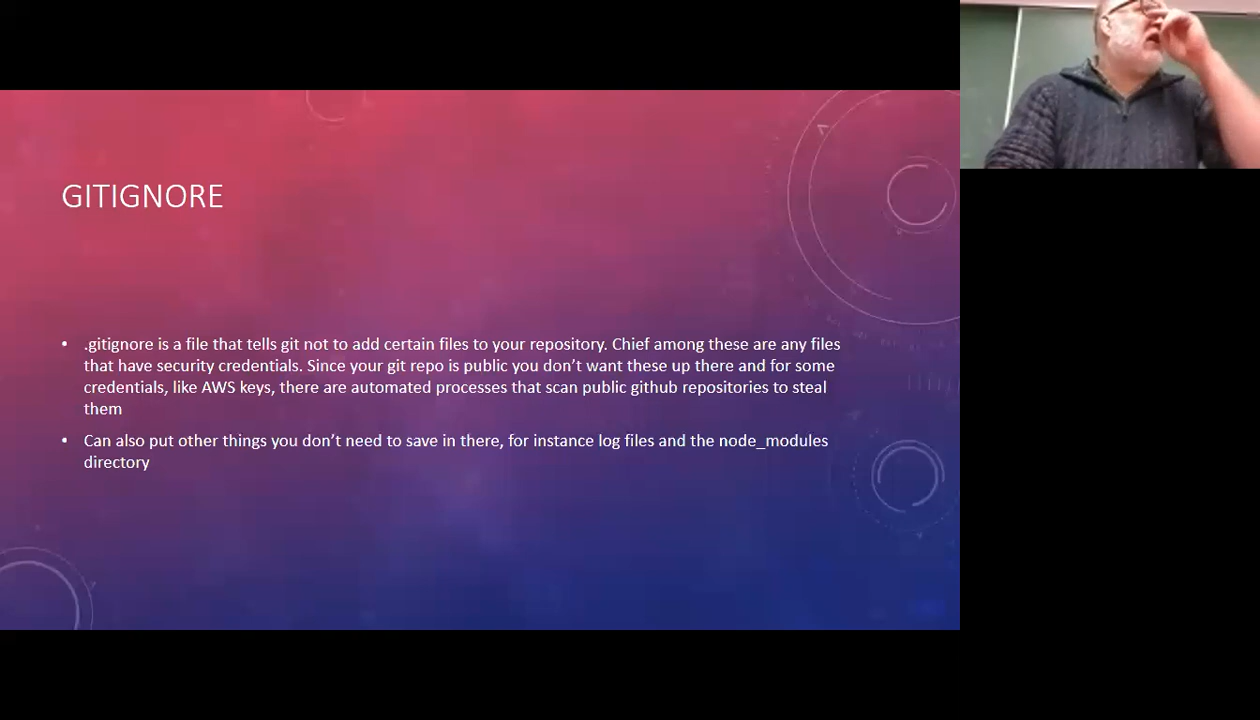 GITIGNORE
• .gitignore is a file that tells git not to add certain files to your repository. Chief among these are any files
that have security credentials. Since your git repo is public you don’t want these up there and for some
credentials, like AWS keys, there are automated processes that scan public github repositories to steal
them
• Can also put other things you don’t need to save in there, for instance log files and the node_modules
directory